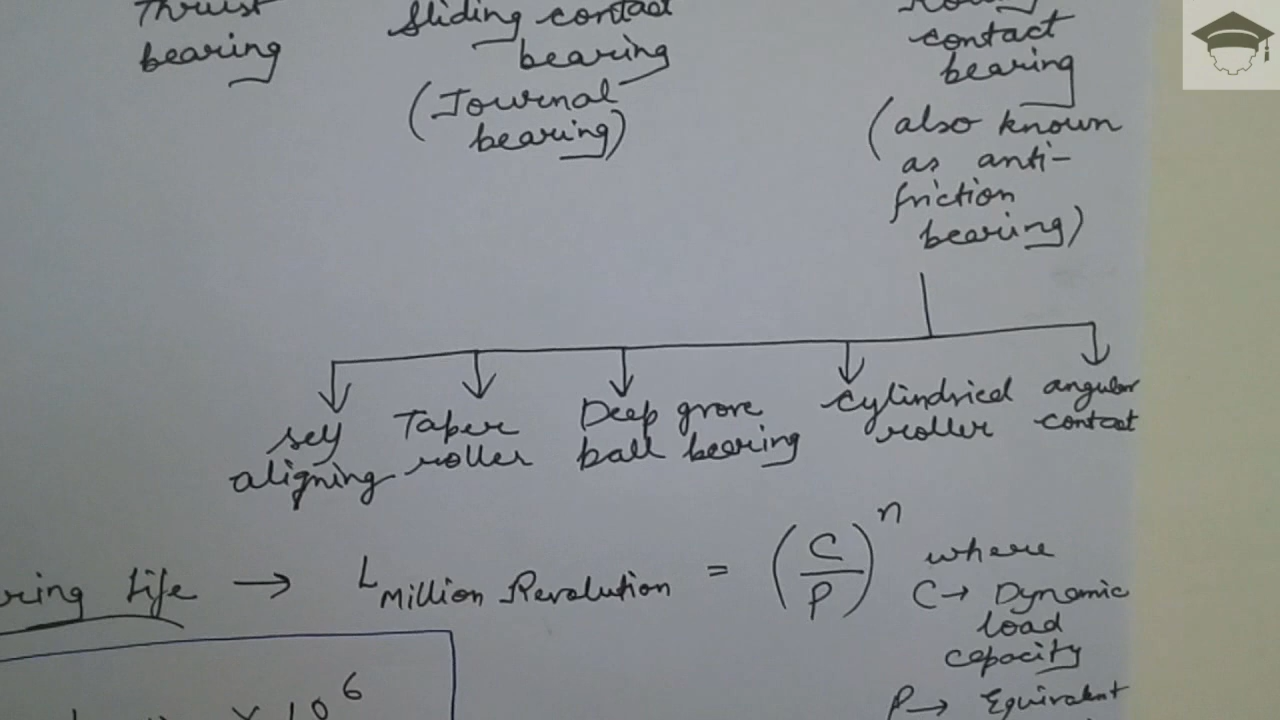 Thrust
bearing
Sliding contact
bearing
(Journal
bearing)
contact
bearing
(also known
as anti-
friction
bearing)
self
aligning
Taper
roller
Deep grove
ball bearing
cylindrical
roller
angular
contact
ring Life → L Million Revolution = (C/P)^n where
C → Dynamic
load
capacity
P → Equivalent
× 10^6